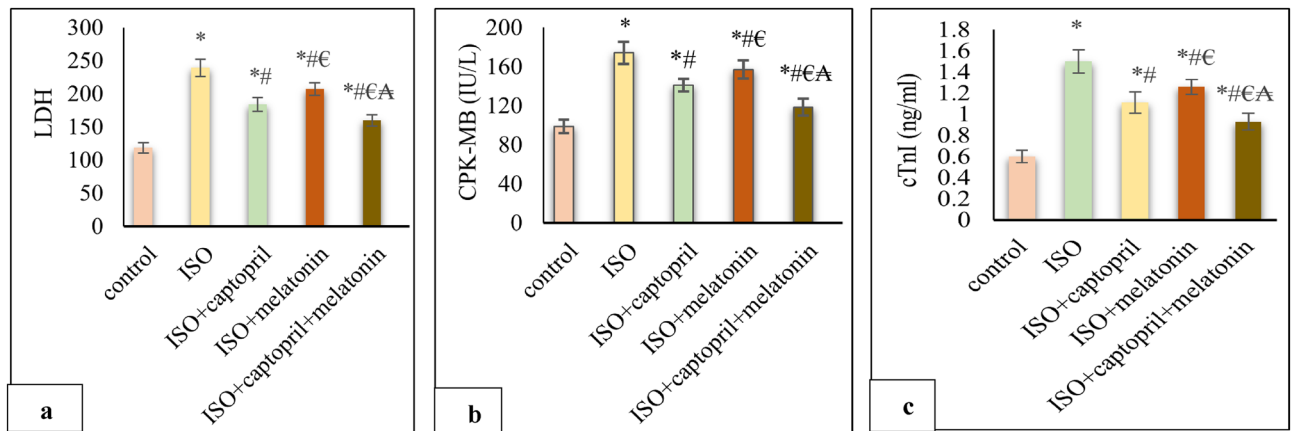 LDH
300
250
200
150
100
50
0
*
*#
*#€
*#€₳
control
ISO
ISO+captopril
ISO+melatonin
ISO+captopril+melatonin
a
CPK-MB (IU/L)
200
160
120
80
40
0
*
*#
*#€
*#€₳
control
ISO
ISO+captopril
ISO+melatonin
ISO+captopril+melatonin
b
cTnI (ng/ml)
1.8
1.6
1.4
1.2
1
0.8
0.6
0.4
0.2
0
*
*#
*#€
*#€₳
control
ISO
ISO+captopril
ISO+melatonin
ISO+captopril+melatonin
c